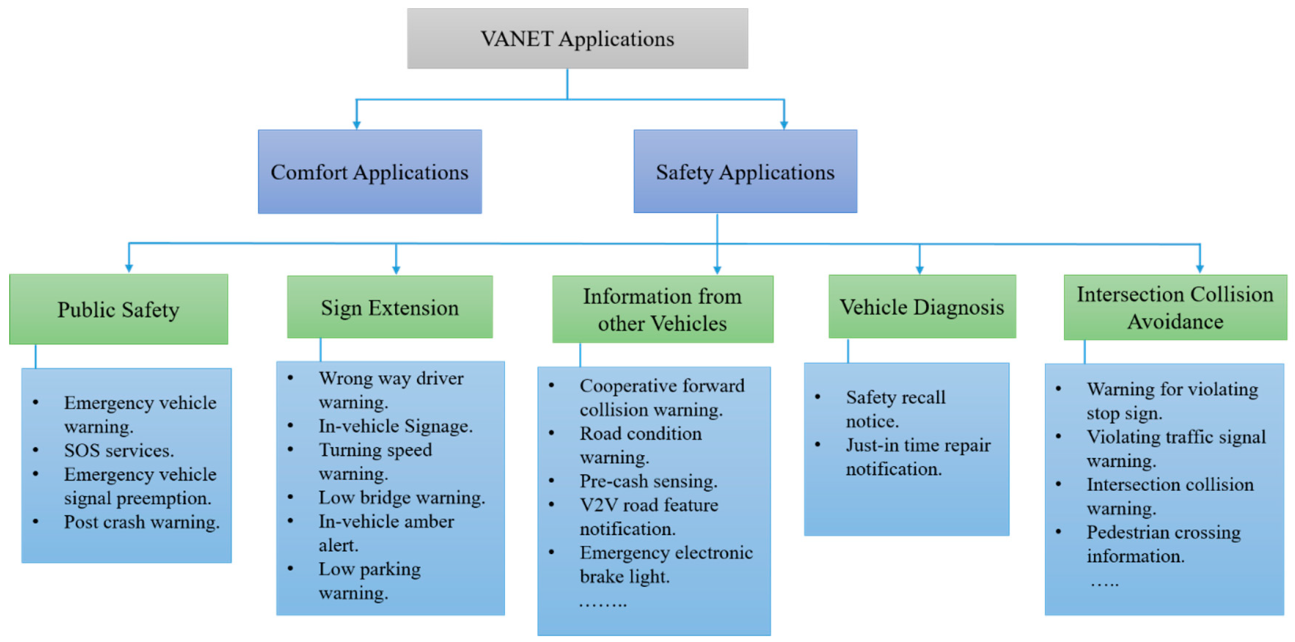 VANET Applications
Comfort Applications
Safety Applications
Public Safety
• Emergency vehicle
warning.
• SOS services.
• Emergency vehicle
signal preemption.
• Post crash warning.
Sign Extension
• Wrong way driver
warning.
• In-vehicle Signage.
• Turning speed
warning.
• Low bridge warning.
• In-vehicle amber
alert.
• Low parking
warning.
Information from
other Vehicles
• Cooperative forward
collision warning.
• Road condition
warning.
• Pre-cash sensing.
• V2V road feature
notification.
• Emergency electronic
brake light.
……..
Vehicle Diagnosis
• Safety recall
notice.
• Just-in time repair
notification.
Intersection Collision
Avoidance
• Warning for violating
stop sign.
• Violating traffic signal
warning.
• Intersection collision
warning.
• Pedestrian crossing
information.
…..